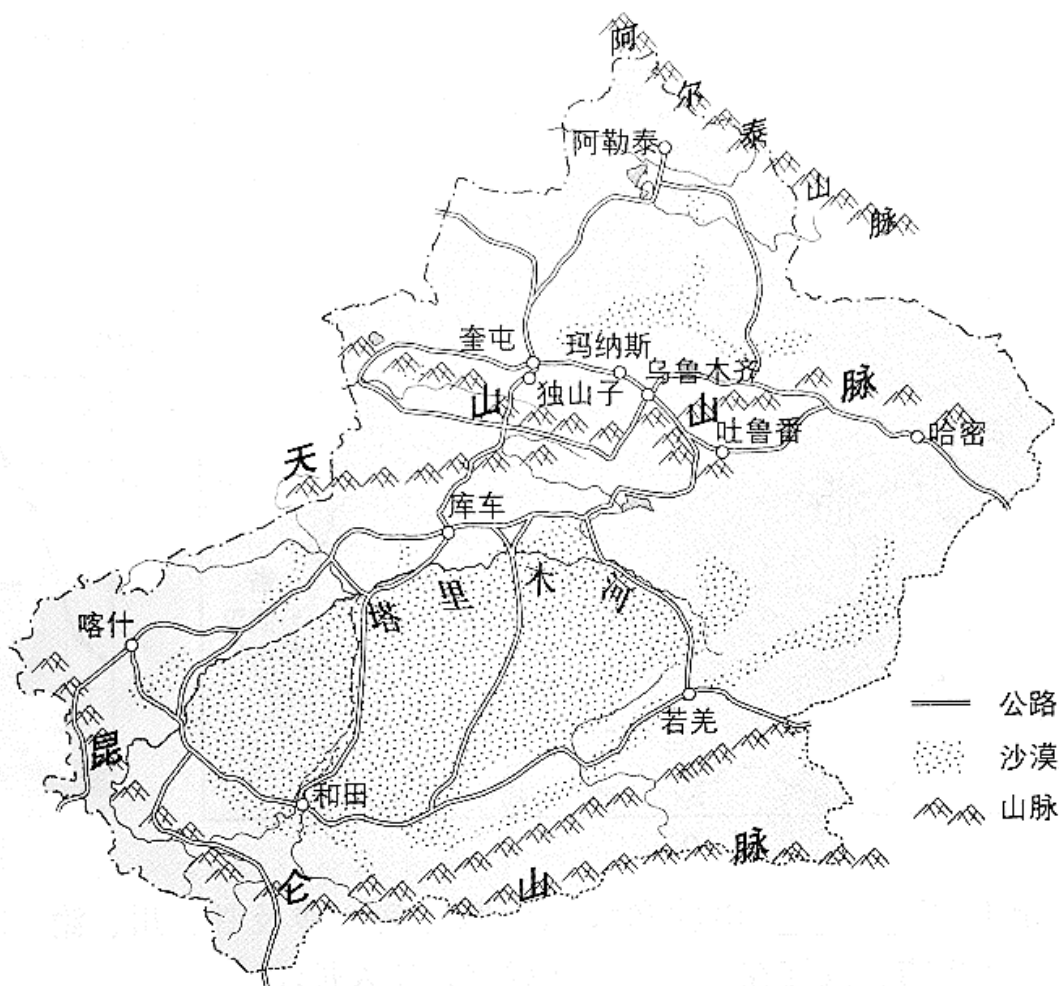 阿尔泰山脉
阿勒泰
奎屯
玛纳斯
乌鲁木齐
独山子
吐鲁番
哈密
天山山脉
库车
塔里木河
喀什
若羌
和田
昆仑山脉
公路
沙漠
山脉